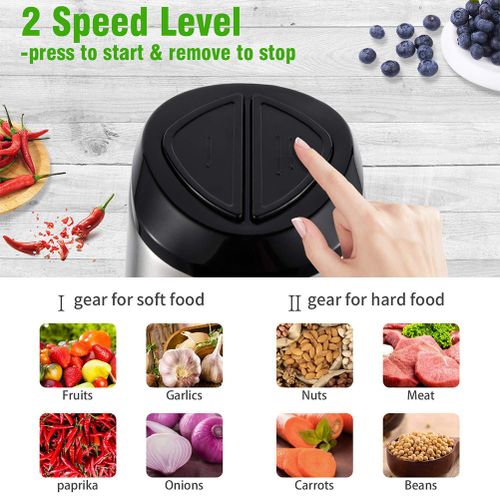 2 Speed Level
-press to start & remove to stop
I gear for soft food
II gear for hard food
Fruits
Garlics
Nuts
Meat
paprika
Onions
Carrots
Beans